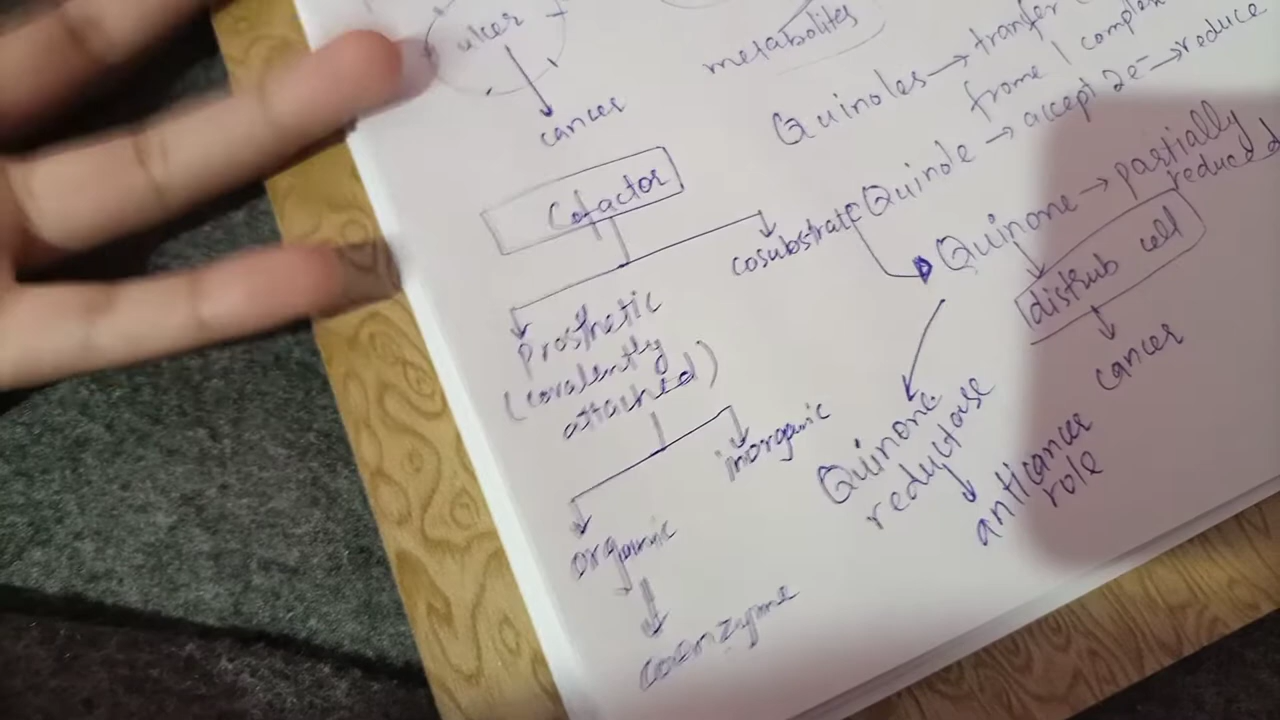 ulcer
cancer
Cofactor
Prosthetic
(covalently
attached)
cosubstrate
organic
inorganic
coenzyme
metabolites
Quinoles → transfer
frome 1 complex
Quinole → accept 2e⁻ → reduce
Quinone → partially
reduced
distrub cell
cancer
Quinone
reductase
anticancer
role